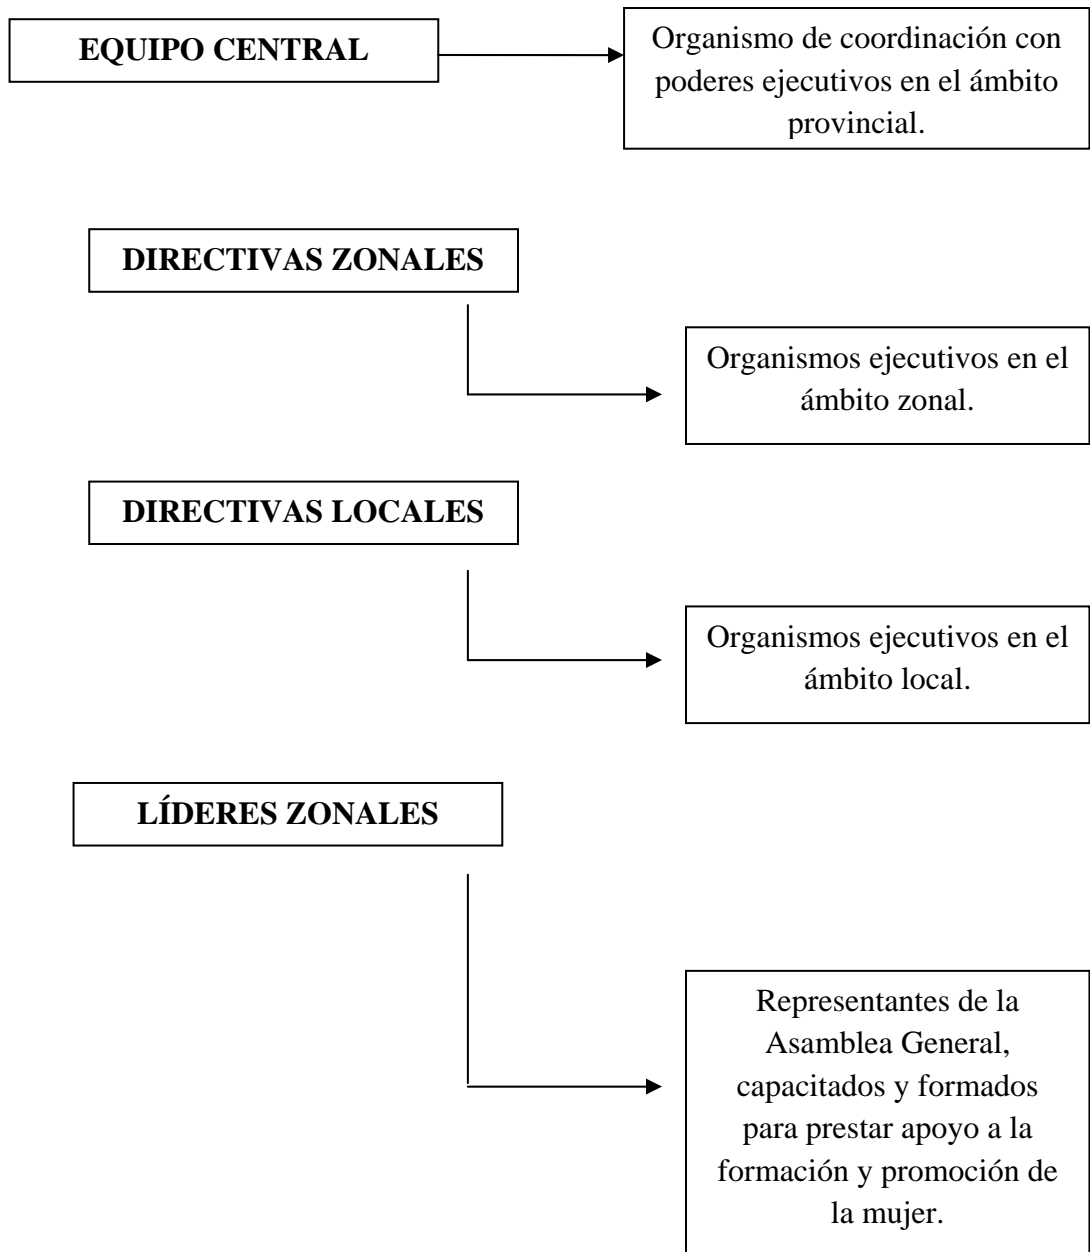 EQUIPO CENTRAL
Organismo de coordinación con
poderes ejecutivos en el ámbito
provincial.
DIRECTIVAS ZONALES
Organismos ejecutivos en el
ámbito zonal.
DIRECTIVAS LOCALES
Organismos ejecutivos en el
ámbito local.
LÍDERES ZONALES
Representantes de la
Asamblea General,
capacitados y formados
para prestar apoyo a la
formación y promoción de
la mujer.